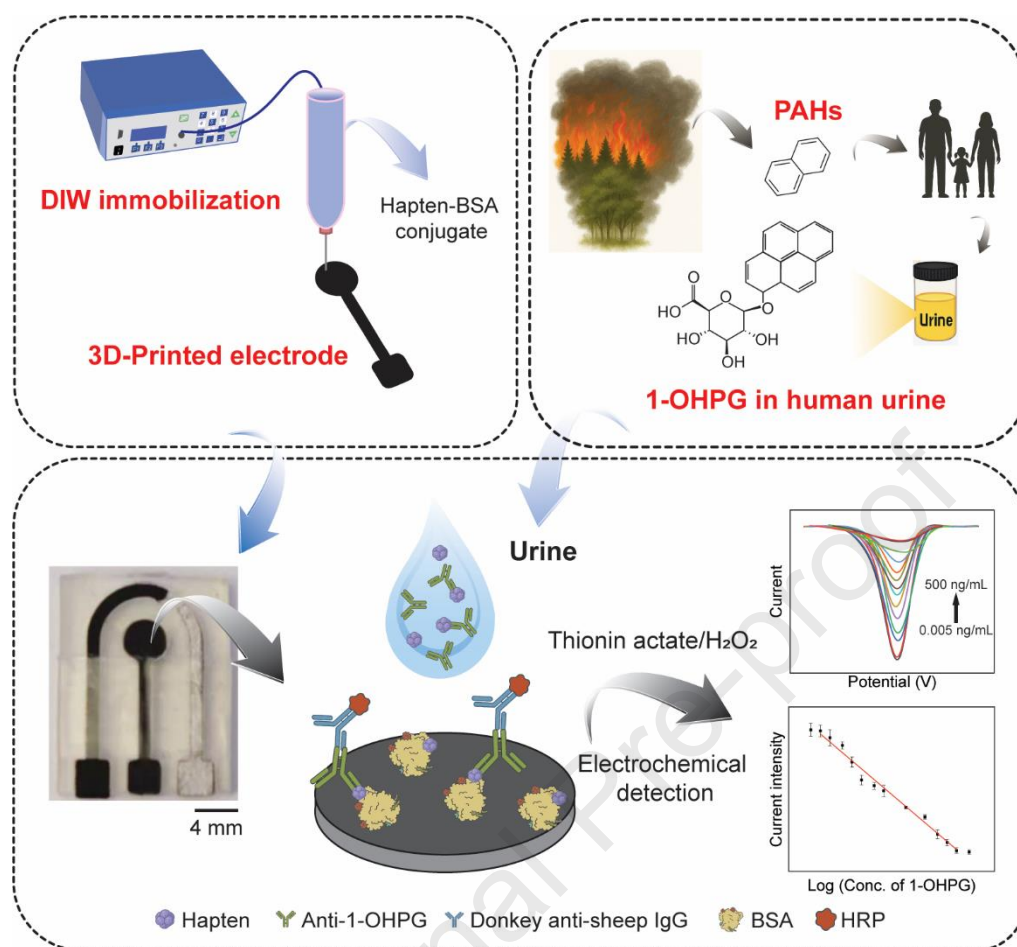 DIW immobilization
Hapten-BSA
conjugate
3D-Printed electrode
PAHs
HO
O
O
O
HO
OH
OH
Urine
1-OHPG in human urine
Urine
4 mm
Thionin actate/H₂O₂
Electrochemical
detection
Current
500 ng/mL
0.005 ng/mL
Potential (V)
Current intensity
Log (Conc. of 1-OHPG)
Hapten
Anti-1-OHPG
Donkey anti-sheep IgG
BSA
HRP
nal Pre-proof